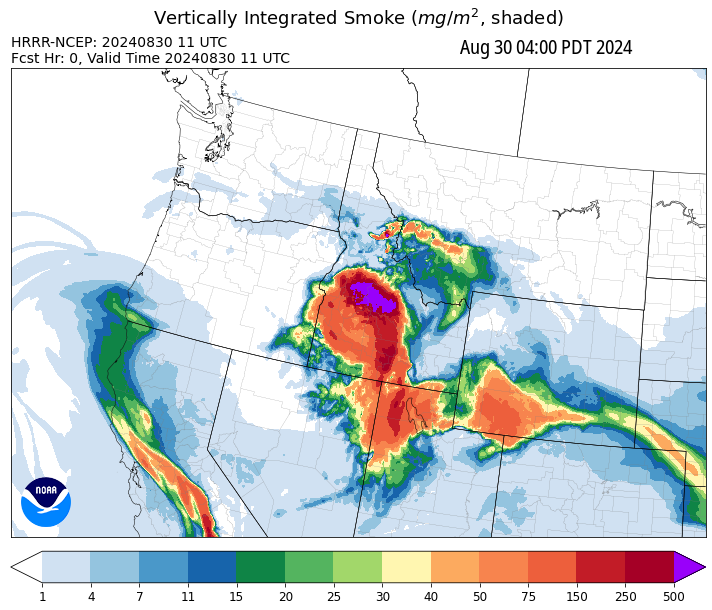 Vertically Integrated Smoke (mg/m², shaded)
HRRR-NCEP: 20240830 11 UTC
Fcst Hr: 0, Valid Time 20240830 11 UTC
Aug 30 04:00 PDT 2024
NOAA
1 4 7 11 15 20 25 30 40 50 75 150 250 500